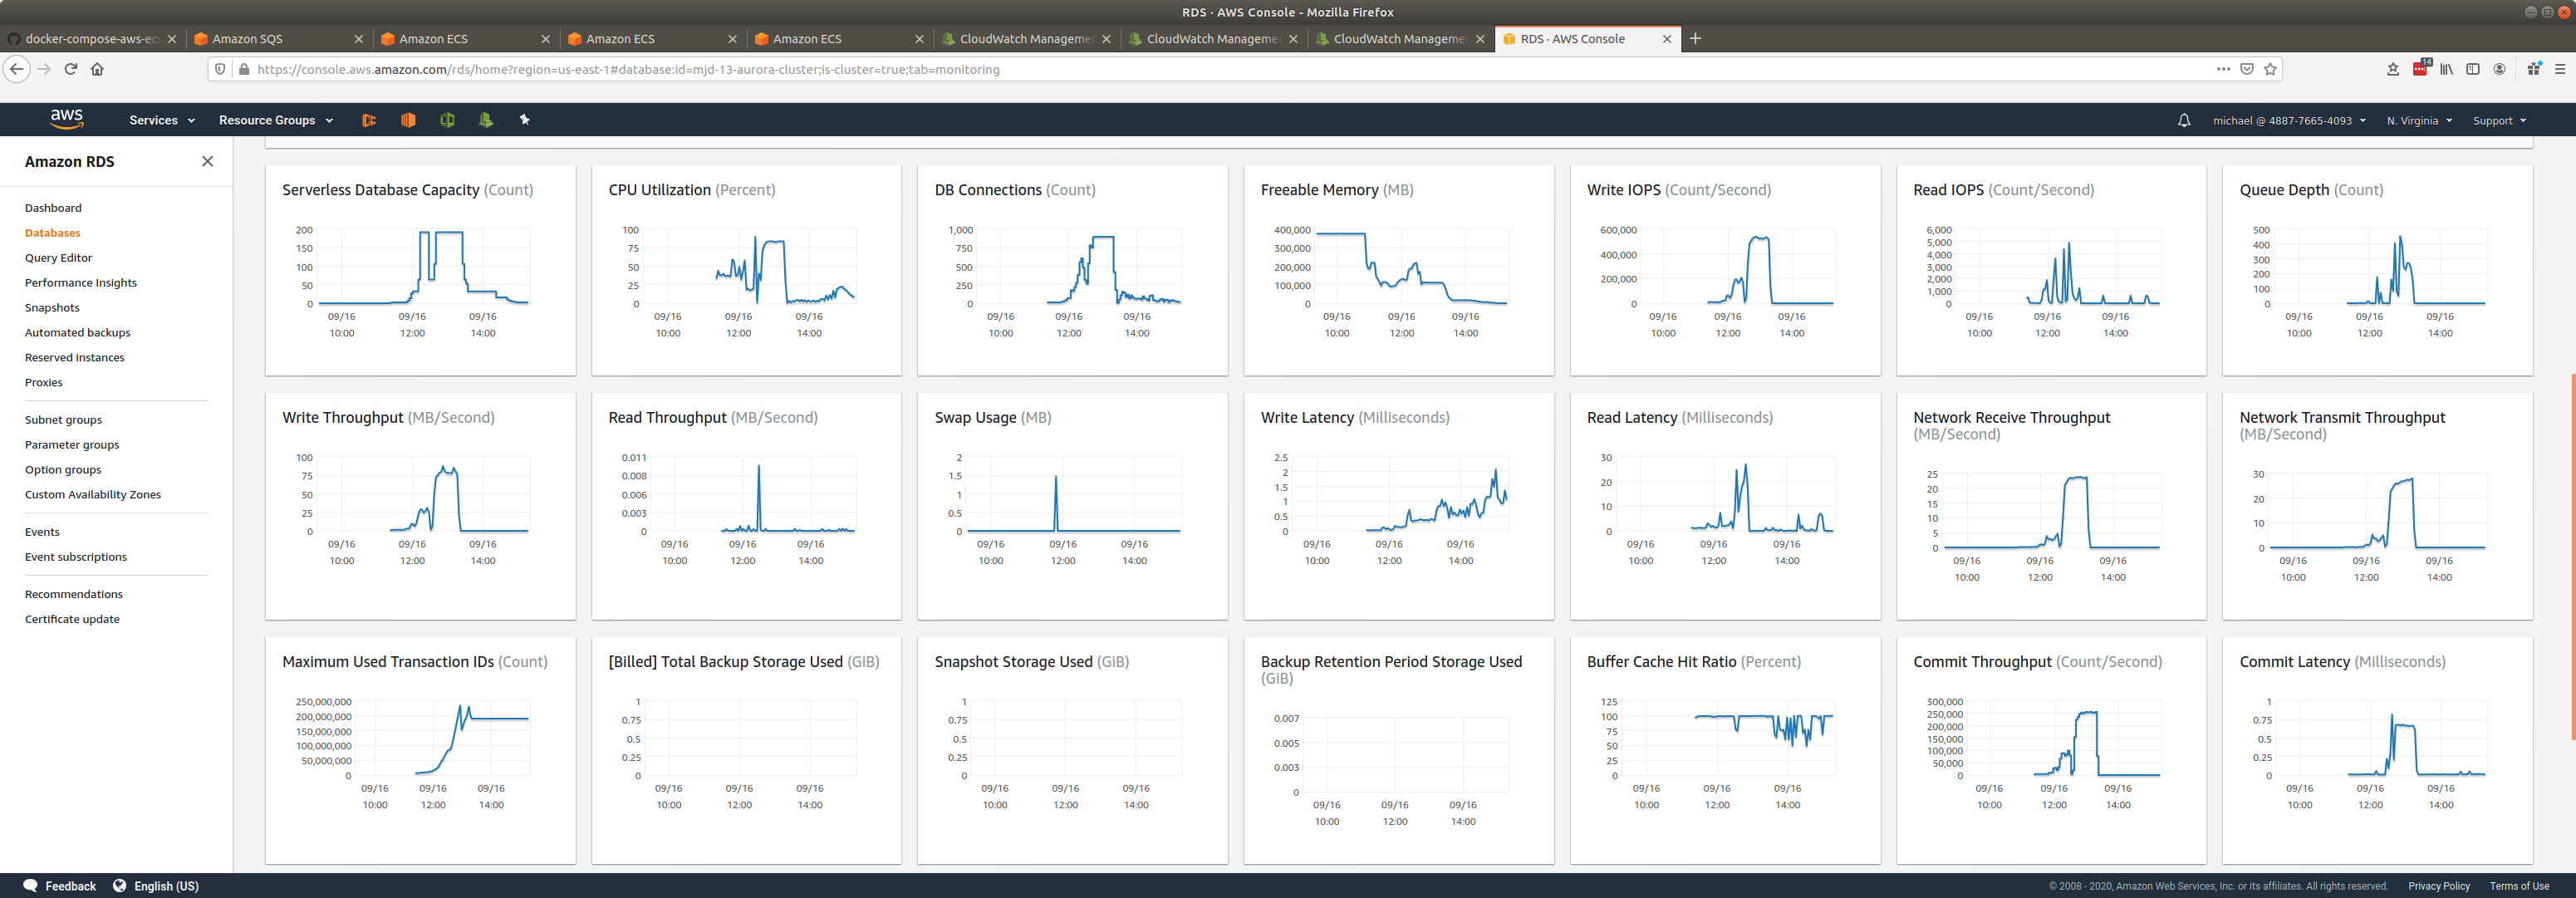 RDS · AWS Console - Mozilla Firefox
docker-compose-aws-ecs
Amazon SQS
Amazon ECS
Amazon ECS
Amazon ECS
CloudWatch Managemen
CloudWatch Managemen
CloudWatch Managemen
RDS · AWS Console
https://console.aws.amazon.com/rds/home?region=us-east-1#database:id=mjd-13-aurora-cluster;is-cluster=true;tab=monitoring
14
aws
Services
Resource Groups
michael @ 4887-7665-4093
N. Virginia
Support
Amazon RDS
Dashboard
Databases
Query Editor
Performance Insights
Snapshots
Automated backups
Reserved instances
Proxies
Subnet groups
Parameter groups
Option groups
Custom Availability Zones
Events
Event subscriptions
Recommendations
Certificate update
Serverless Database Capacity (Count)
200
150
100
50
0
09/16 09/16 09/16
10:00 12:00 14:00
CPU Utilization (Percent)
100
75
50
25
0
09/16 09/16 09/16
10:00 12:00 14:00
DB Connections (Count)
1,000
750
500
250
0
09/16 09/16 09/16
10:00 12:00 14:00
Freeable Memory (MB)
400,000
300,000
200,000
100,000
0
09/16 09/16 09/16
10:00 12:00 14:00
Write IOPS (Count/Second)
600,000
400,000
200,000
0
09/16 09/16 09/16
10:00 12:00 14:00
Read IOPS (Count/Second)
6,000
5,000
4,000
3,000
2,000
1,000
0
09/16 09/16 09/16
10:00 12:00 14:00
Queue Depth (Count)
500
400
300
200
100
0
09/16 09/16 09/16
10:00 12:00 14:00
Write Throughput (MB/Second)
100
75
50
25
0
09/16 09/16 09/16
10:00 12:00 14:00
Read Throughput (MB/Second)
0.011
0.008
0.006
0.003
0
09/16 09/16 09/16
10:00 12:00 14:00
Swap Usage (MB)
2
1.5
1
0.5
0
09/16 09/16 09/16
10:00 12:00 14:00
Write Latency (Milliseconds)
2.5
2
1.5
1
0.5
0
09/16 09/16 09/16
10:00 12:00 14:00
Read Latency (Milliseconds)
30
20
10
0
09/16 09/16 09/16
10:00 12:00 14:00
Network Receive Throughput
(MB/Second)
25
20
15
10
5
0
09/16 09/16 09/16
10:00 12:00 14:00
Network Transmit Throughput
(MB/Second)
30
20
10
0
09/16 09/16 09/16
10:00 12:00 14:00
Maximum Used Transaction IDs (Count)
250,000,000
200,000,000
150,000,000
100,000,000
50,000,000
0
09/16 09/16 09/16
10:00 12:00 14:00
[Billed] Total Backup Storage Used (GiB)
1
0.75
0.5
0.25
0
09/16 09/16 09/16
10:00 12:00 14:00
Snapshot Storage Used (GiB)
1
0.75
0.5
0.25
0
09/16 09/16 09/16
10:00 12:00 14:00
Backup Retention Period Storage Used
(GiB)
0.007
0.005
0.003
0
09/16 09/16 09/16
10:00 12:00 14:00
Buffer Cache Hit Ratio (Percent)
125
100
75
50
25
0
09/16 09/16 09/16
10:00 12:00 14:00
Commit Throughput (Count/Second)
300,000
250,000
200,000
150,000
100,000
50,000
0
09/16 09/16 09/16
10:00 12:00 14:00
Commit Latency (Milliseconds)
1
0.75
0.5
0.25
0
09/16 09/16 09/16
10:00 12:00 14:00
Feedback
English (US)
© 2008 - 2020, Amazon Web Services, Inc. or its affiliates. All rights reserved.
Privacy Policy
Terms of Use